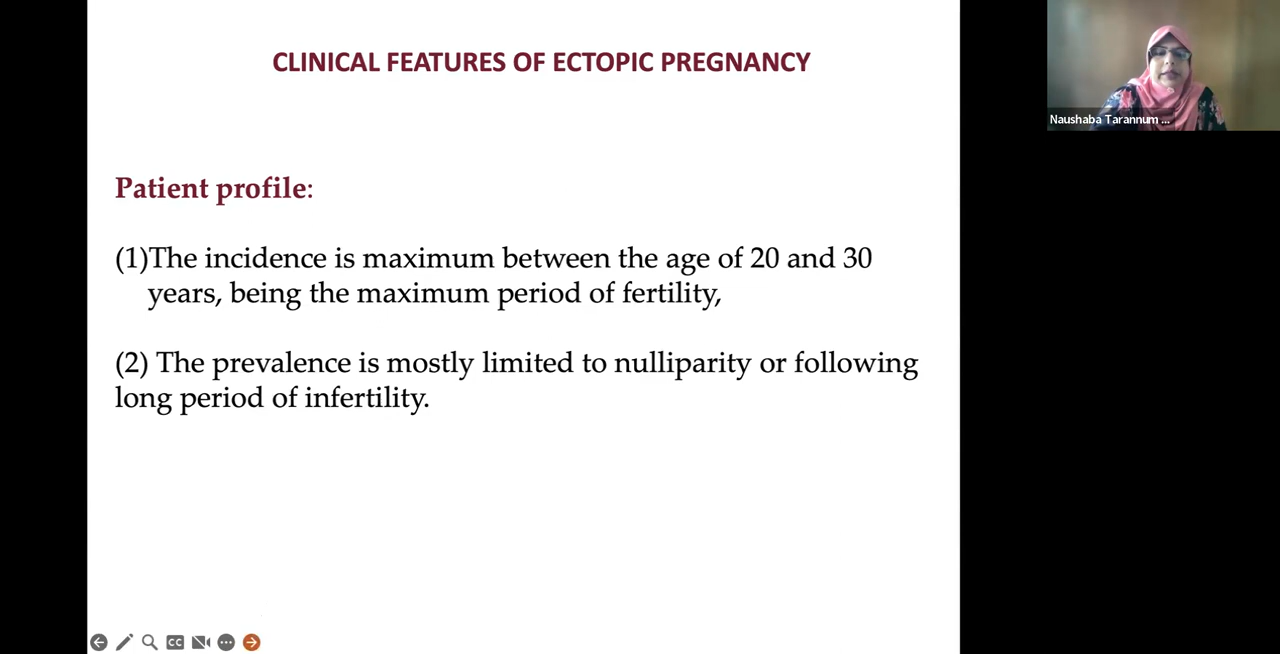 CLINICAL FEATURES OF ECTOPIC PREGNANCY
Naushaba Tarannum ...
Patient profile:
(1)The incidence is maximum between the age of 20 and 30
years, being the maximum period of fertility,
(2) The prevalence is mostly limited to nulliparity or following
long period of infertility.
CC